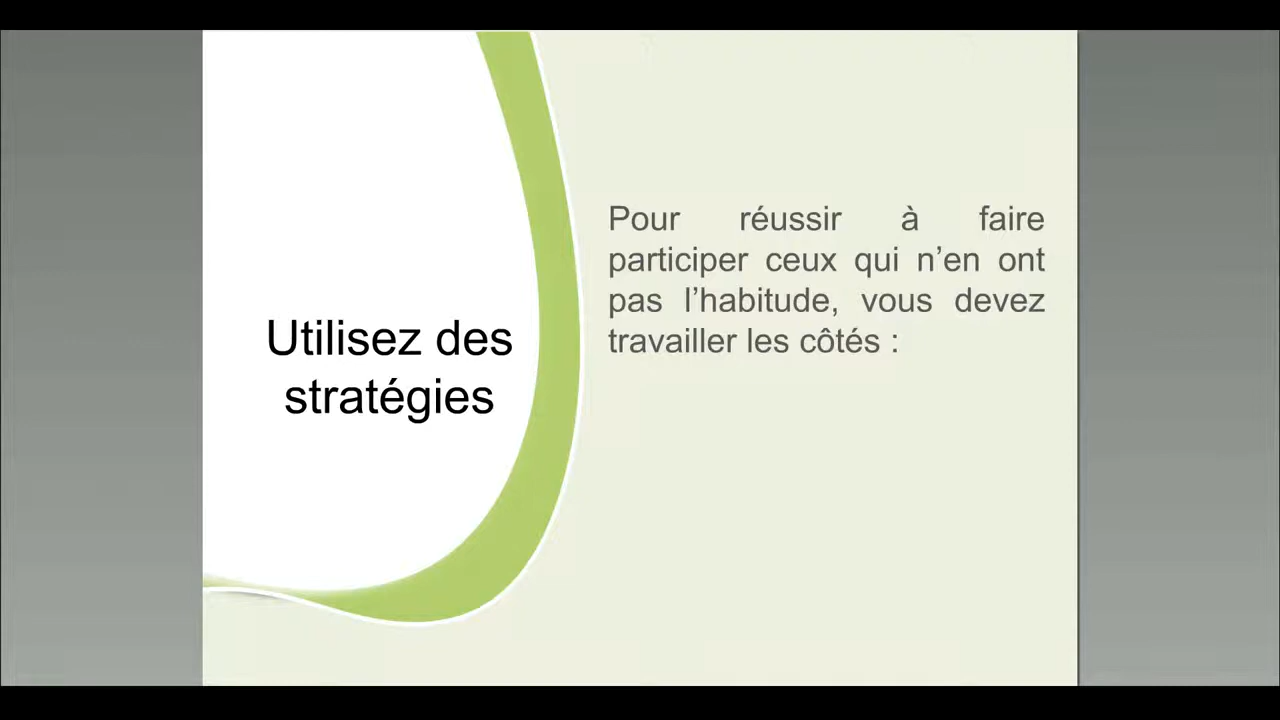 Utilisez des
stratégies
Pour réussir à faire
participer ceux qui n’en ont
pas l’habitude, vous devez
travailler les côtés :